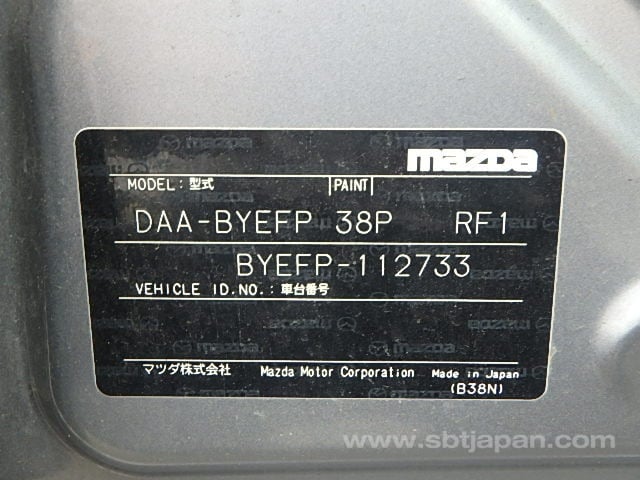 mazda
MODEL: 型式 PAINT
DAA-BYEFP 38P RF1
BYEFP-112733
VEHICLE ID.NO.: 車台番号
マツダ株式会社 Mazda Motor Corporation Made in Japan
(B38N)
www.sbtjapan.com